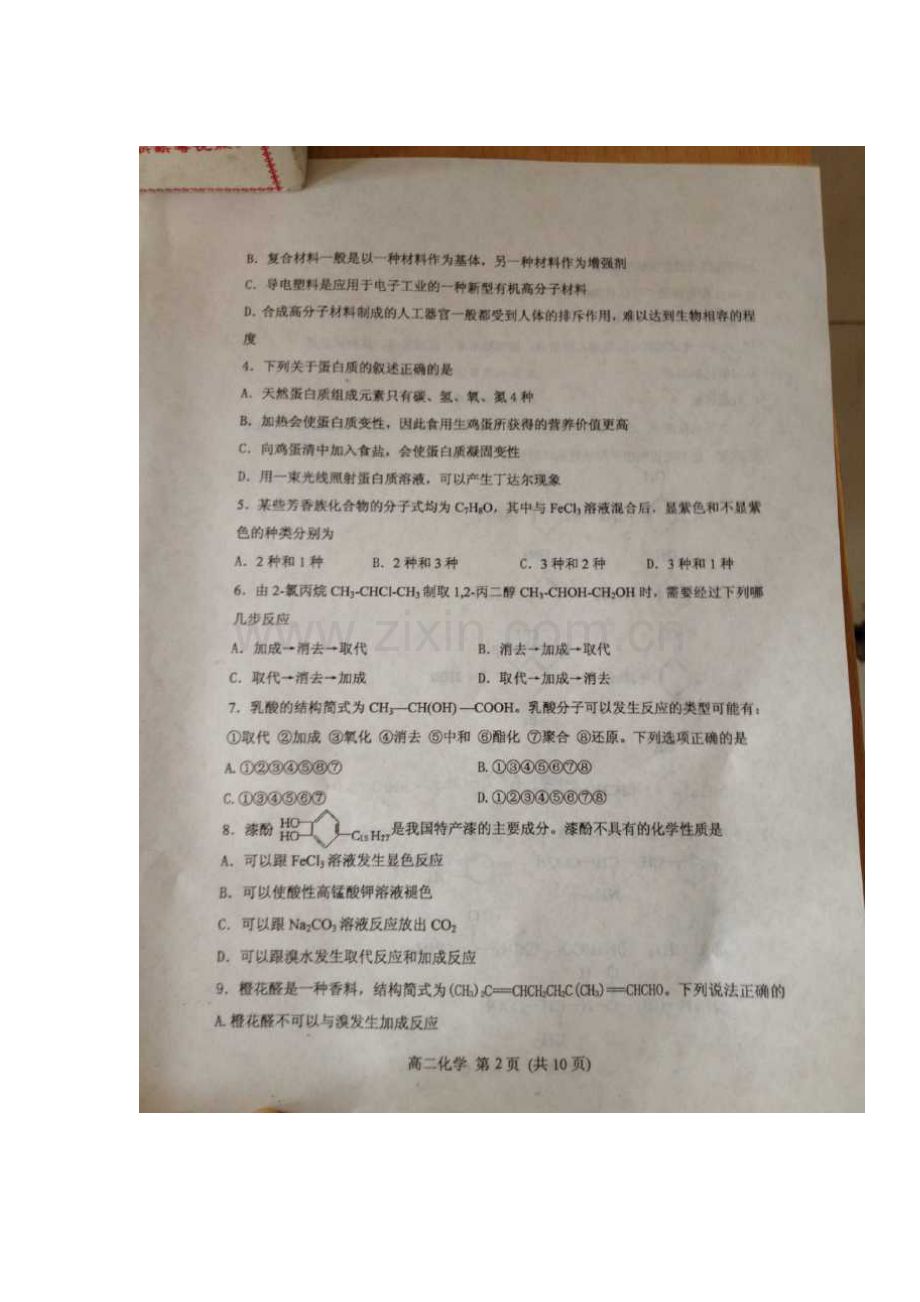 B. 复合材料一般是以一种材料作为基体，另一种材料作为增强剂
C. 导电塑料是应用于电子工业的一种新型有机高分子材料
D. 合成高分子材料制成的人工器官一般都受到人体的排斥作用，难以达到生物相容的程
度
4. 下列关于蛋白质的叙述正确的是
A. 天然蛋白质组成元素只有碳、氢、氧、氮4种
B. 加热会使蛋白质变性，因此食用生鸡蛋所获得的营养价值更高
C. 向鸡蛋清中加入食盐，会使蛋白质凝固变性
D. 用一束光线照射蛋白质溶液，可以产生丁达尔现象
5. 某些芳香族化合物的分子式均为C₇H₈O，其中与FeCl₃溶液混合后，显紫色和不显紫
色的种类分别为
A. 2种和1种 B. 2种和3种 C. 3种和2种 D. 3种和1种
6. 由2-氯丙烷CH₃-CHCl-CH₃制取1,2-丙二醇CH₃-CHOH-CH₂OH时，需要经过下列哪
几步反应
www.zixin.com.cn
A. 加成→消去→取代 B. 消去→加成→取代
C. 取代→消去→加成 D. 取代→加成→消去
7. 乳酸的结构简式为CH₃—CH(OH)—COOH。乳酸分子可以发生反应的类型可能有：
①取代 ②加成 ③氧化 ④消去 ⑤中和 ⑥酯化 ⑦聚合 ⑧还原。下列选项正确的是
A. ①②③④⑤⑥⑦ B. ①③④⑤⑥⑦⑧
C. ①③④⑤⑥⑦ D. ①②③④⑤⑥⑦⑧
8. 漆酚 HO HO C₁₅H₂₇是我国特产漆的主要成分。漆酚不具有的化学性质是
A. 可以跟FeCl₃溶液发生显色反应
B. 可以使酸性高锰酸钾溶液褪色
C. 可以跟Na₂CO₃溶液反应放出CO₂
D. 可以跟溴水发生取代反应和加成反应
9. 橙花醛是一种香料，结构简式为(CH₃)₂C══CHCH₂CH₂C(CH₃)══CHCHO。下列说法正确的
A. 橙花醛不可以与溴发生加成反应
高二化学 第2页 (共10页)